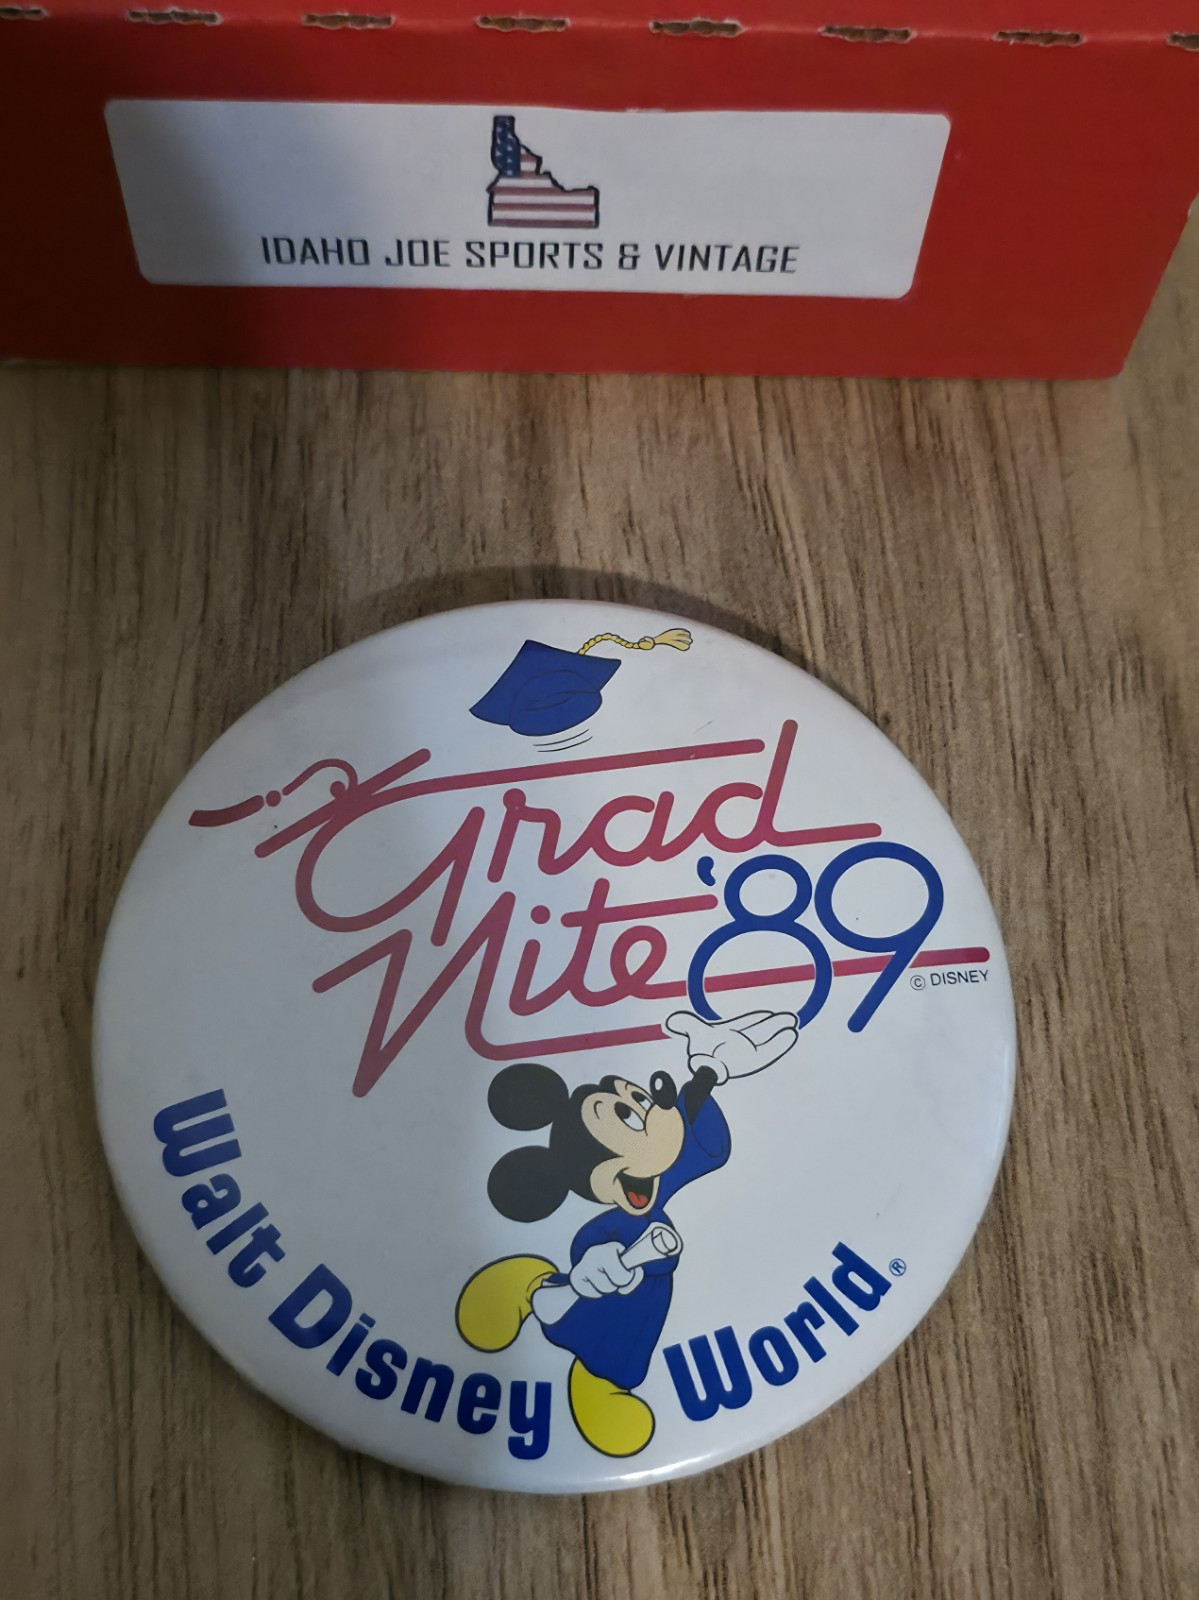 IDAHO JOE SPORTS & VINTAGE
Grad
Nite '89
© DISNEY
Walt Disney World®